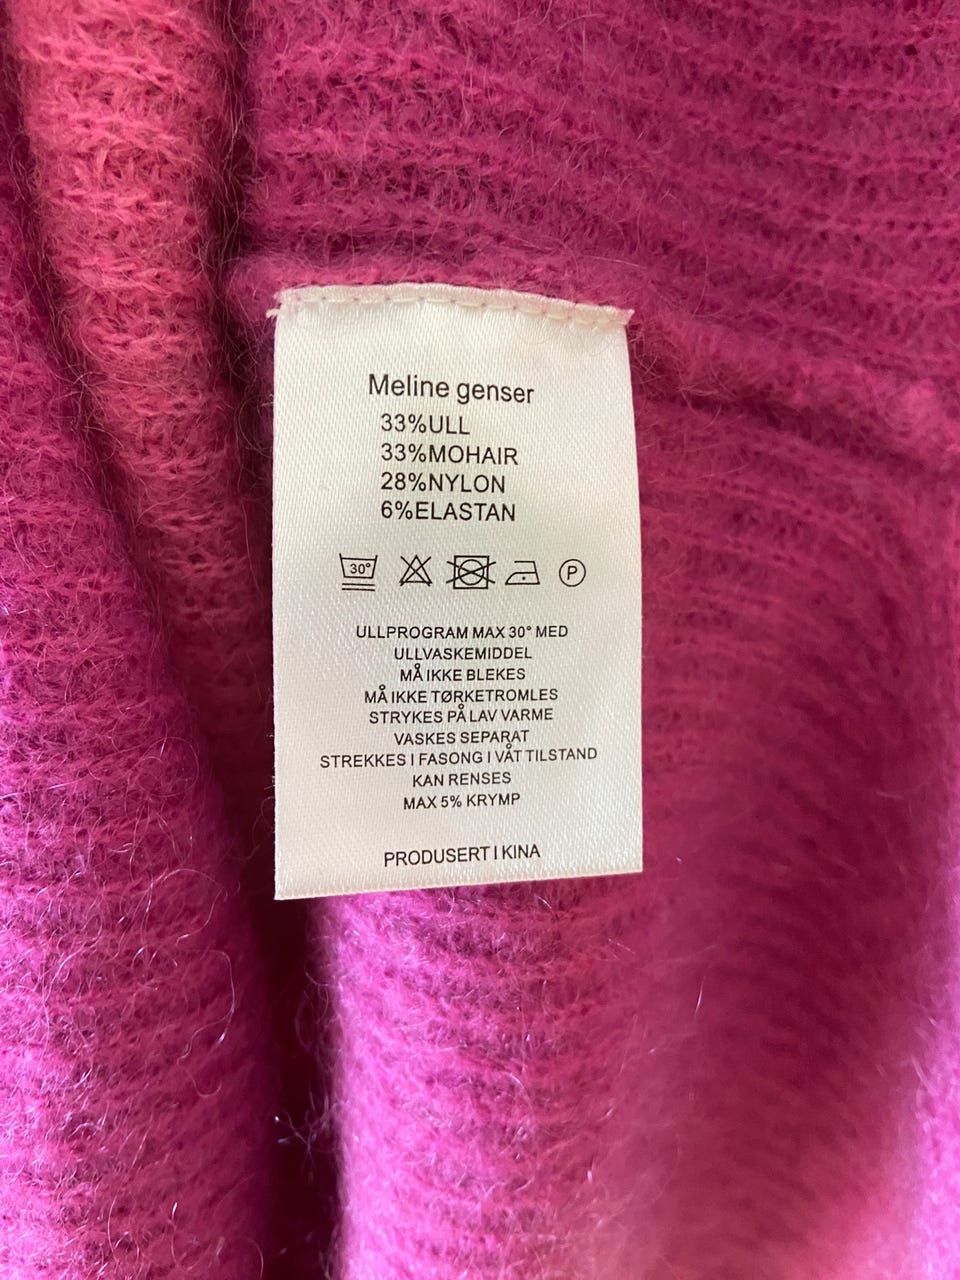 Meline genser
33%ULL
33%MOHAIR
28%NYLON
6%ELASTAN
30° P
ULLPROGRAM MAX 30° MED
ULLVASKEMIDDEL
MÅ IKKE BLEKES
MÅ IKKE TØRKETROMLES
STRYKES PÅ LAV VARME
VASKES SEPARAT
STREKKES I FASONG I VÅT TILSTAND
KAN RENSES
MAX 5% KRYMP
PRODUSERT I KINA